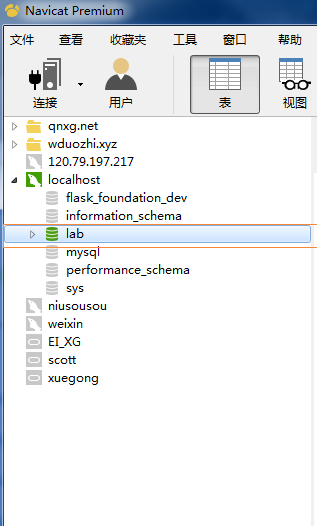 Navicat Premium
文件 查看 收藏夹 工具 窗口 帮助
连接 用户 表 视图
qnxg.net
wduozhi.xyz
120.79.197.217
localhost
flask_foundation_dev
information_schema
lab
mysql
performance_schema
sys
niusousou
weixin
EI_XG
scott
xuegong